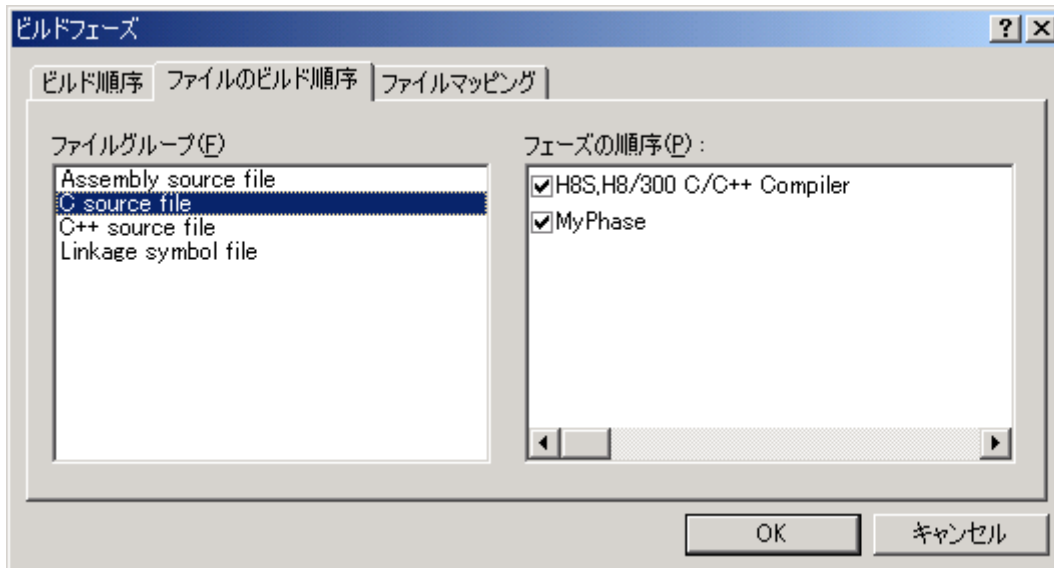 ビルドフェーズ
ビルド順序 ファイルのビルド順序 ファイルマッピング
ファイルグループ(F)
Assembly source file
C source file
C++ source file
Linkage symbol file
フェーズの順序(P):
H8S,H8/300 C/C++ Compiler
MyPhase
OK キャンセル